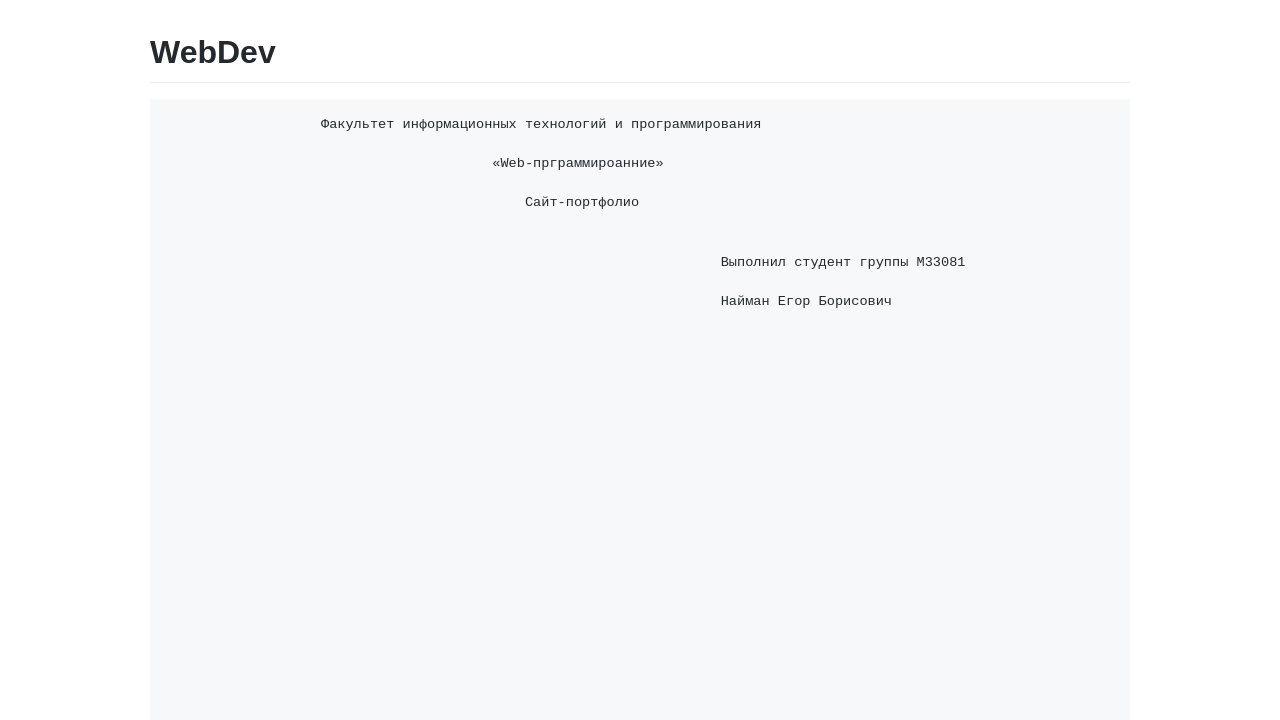 WebDev
Факультет информационных технологий и программирования
«Web-прграммироанние»
Сайт-портфолио
Выполнил студент группы M33081
Найман Егор Борисович